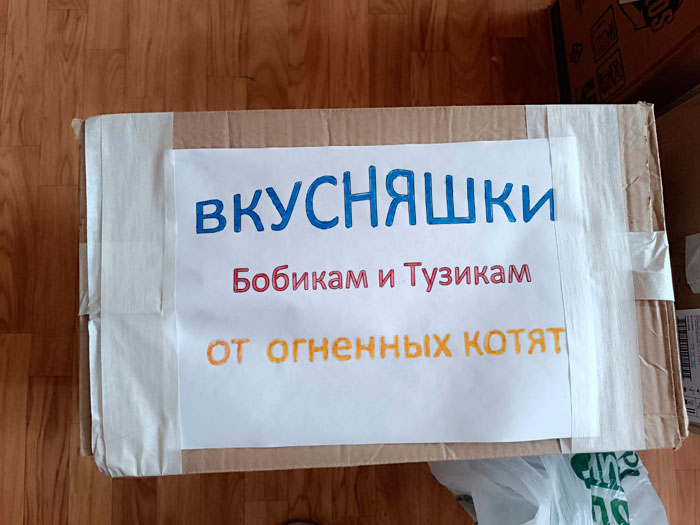 вкуСНЯшки
Бобикам и Тузикам
от огненных котят